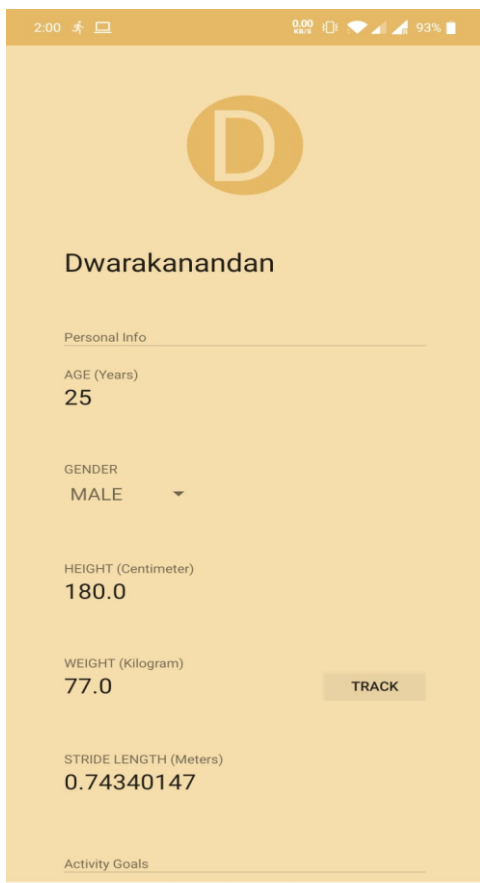 2:00 0.00 KB/S 93%
D
Dwarakanandan
Personal Info
AGE (Years)
25
GENDER
MALE
HEIGHT (Centimeter)
180.0
WEIGHT (Kilogram)
77.0 TRACK
STRIDE LENGTH (Meters)
0.74340147
Activity Goals